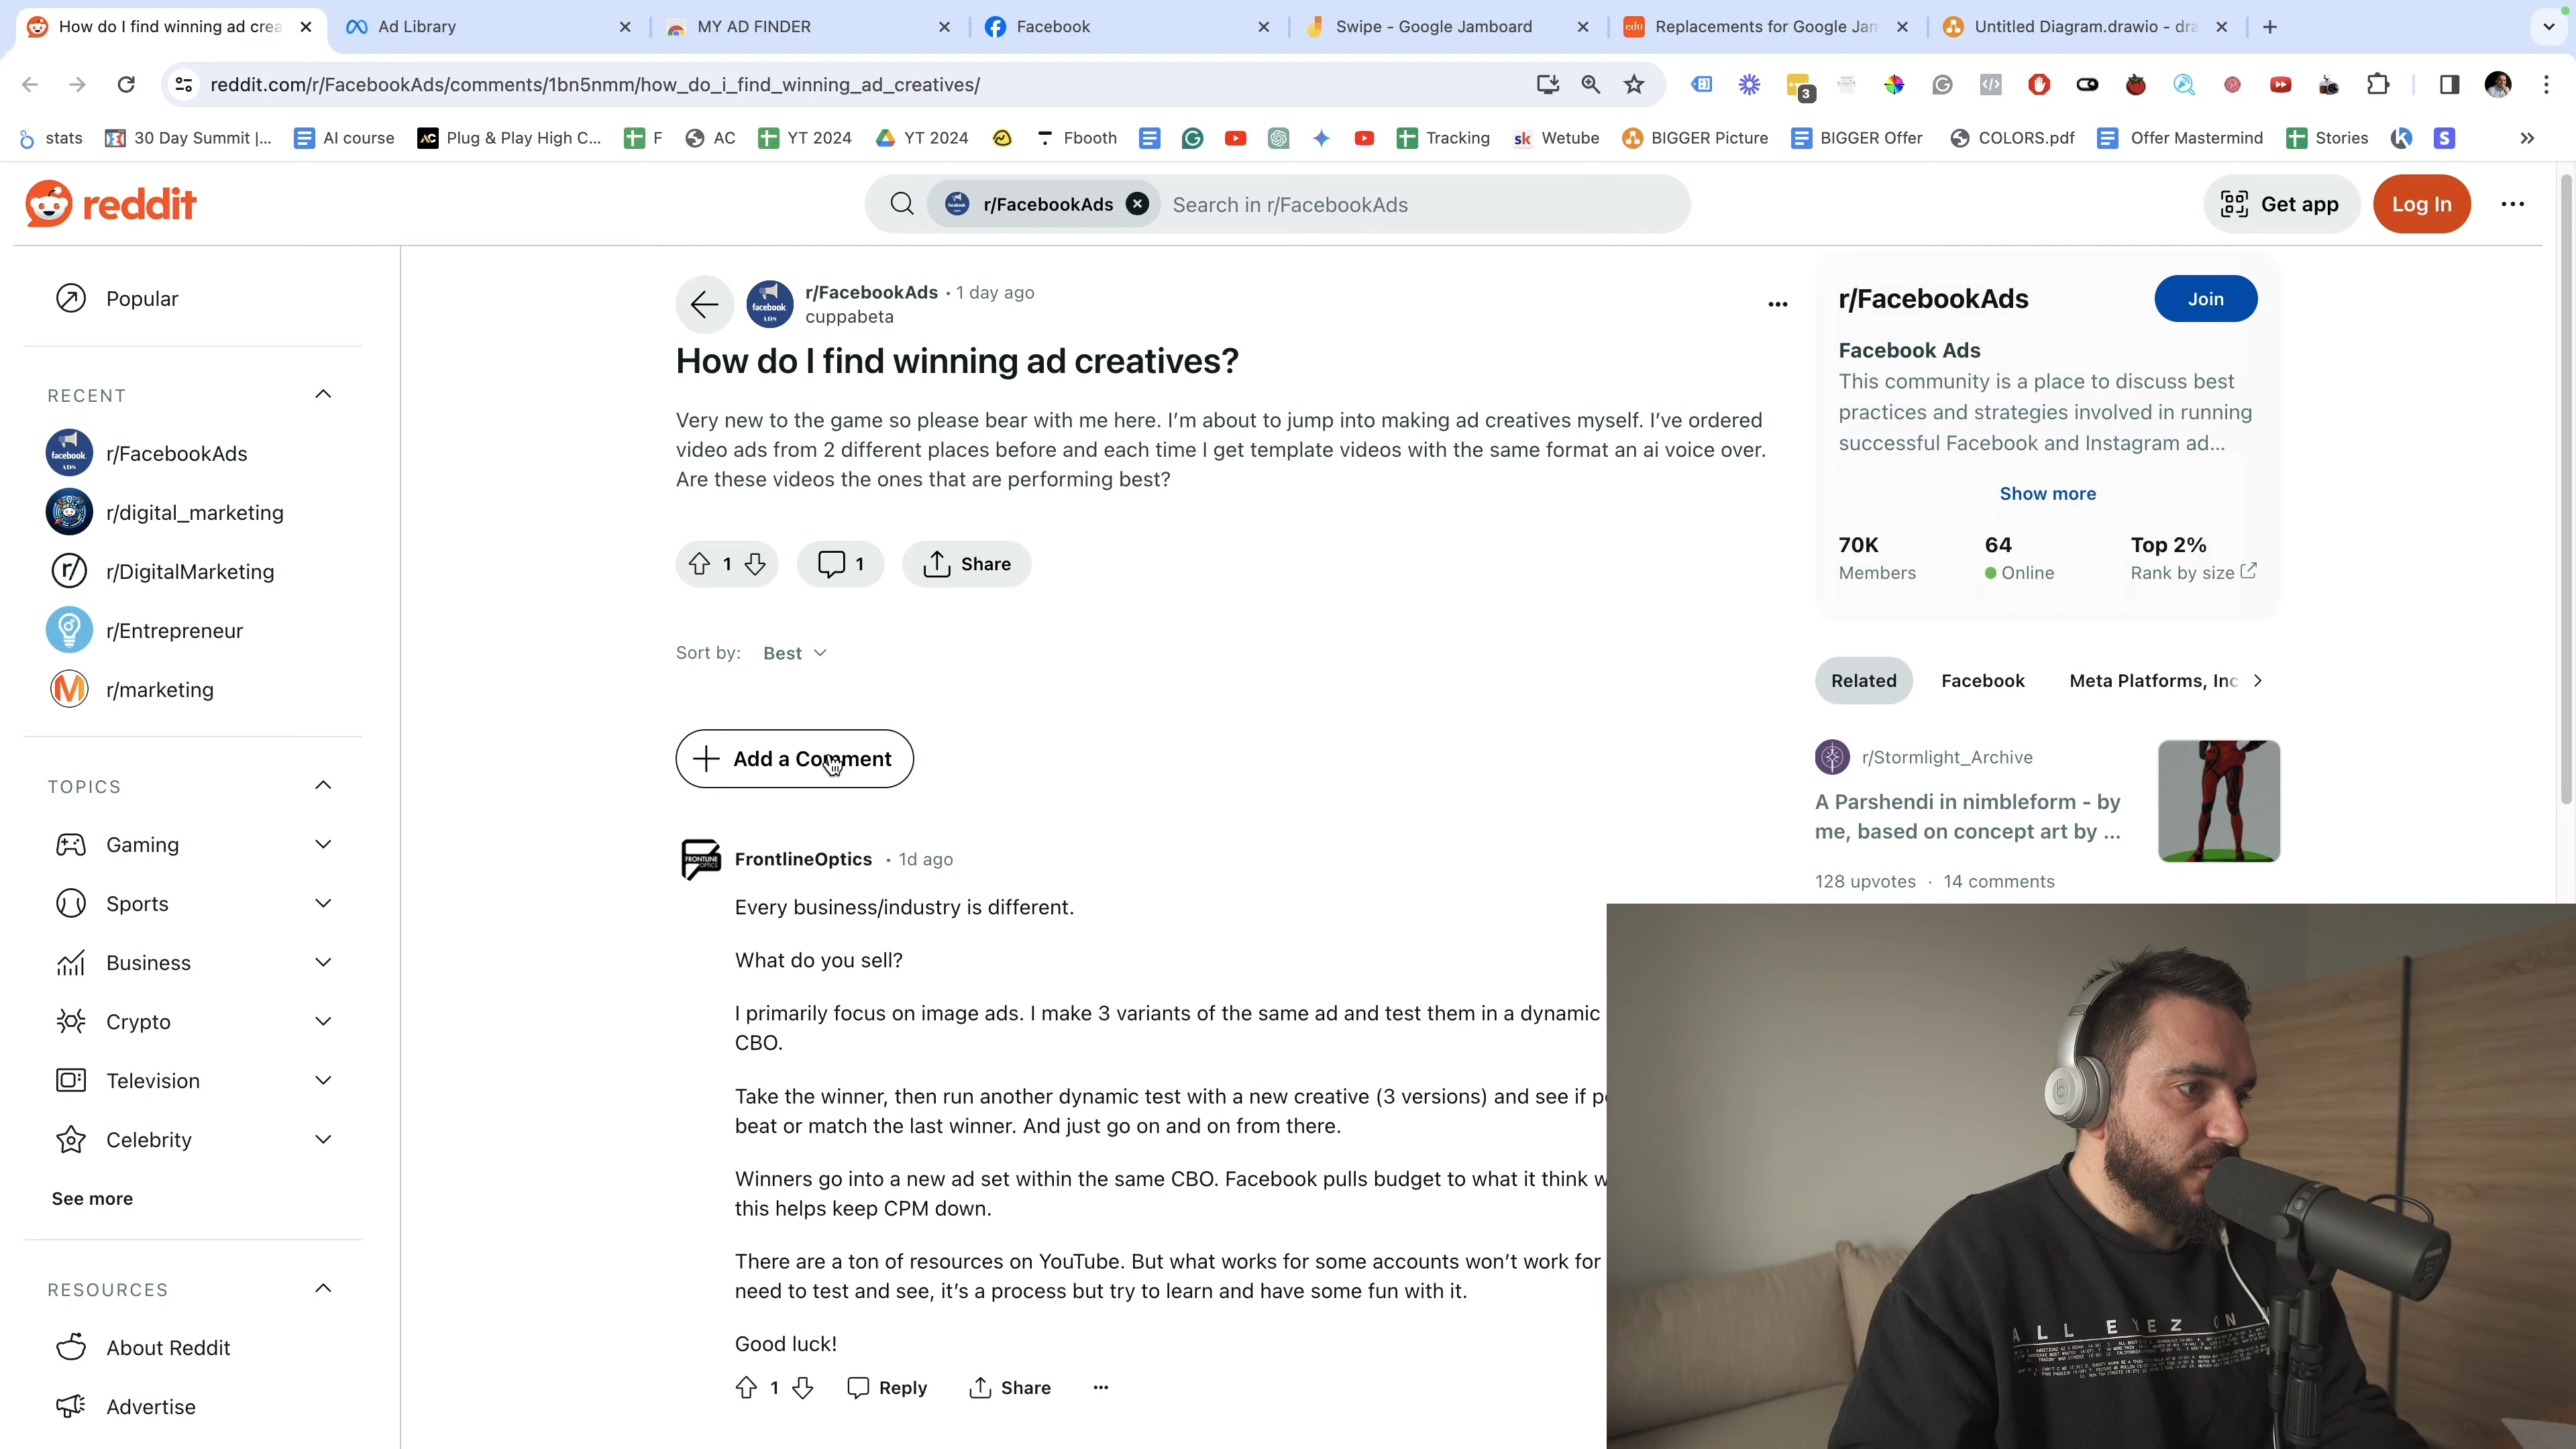 How do I find winning ad crea
Ad Library
MY AD FINDER
Facebook
Swipe - Google Jamboard
edu
Replacements for Google Jam
Untitled Diagram.drawio - dra
reddit.com/r/FacebookAds/comments/1bn5nmm/how_do_i_find_winning_ad_creatives/
3
stats
30 Day Summit |...
AI course
Plug & Play High C...
F
AC
YT 2024
YT 2024
Fbooth
Tracking
sk
Wetube
BIGGER Picture
BIGGER Offer
COLORS.pdf
Offer Mastermind
Stories
reddit
r/FacebookAds
Search in r/FacebookAds
Get app
Log In
Popular
RECENT
r/FacebookAds
r/digital_marketing
r/DigitalMarketing
r/Entrepreneur
r/marketing
TOPICS
Gaming
Sports
Business
Crypto
Television
Celebrity
See more
RESOURCES
About Reddit
Advertise
facebook
ADS
r/FacebookAds • 1 day ago
cuppabeta
How do I find winning ad creatives?
Very new to the game so please bear with me here. I'm about to jump into making ad creatives myself. I've ordered
video ads from 2 different places before and each time I get template videos with the same format an ai voice over.
Are these videos the ones that are performing best?
1
1
Share
Sort by: Best
Add a Comment
FRONTLINE
FrontlineOptics • 1d ago
Every business/industry is different.
What do you sell?
I primarily focus on image ads. I make 3 variants of the same ad and test them in a dynamic
CBO.
Take the winner, then run another dynamic test with a new creative (3 versions) and see if
beat or match the last winner. And just go on and on from there.
Winners go into a new ad set within the same CBO. Facebook pulls budget to what it think
this helps keep CPM down.
There are a ton of resources on YouTube. But what works for some accounts won't work for
need to test and see, it's a process but try to learn and have some fun with it.
Good luck!
1
Reply
Share
r/FacebookAds
Join
Facebook Ads
This community is a place to discuss best
practices and strategies involved in running
successful Facebook and Instagram ad...
Show more
70K
Members
64
Online
Top 2%
Rank by size
Related
Facebook
Meta Platforms, Inc
r/Stormlight_Archive
A Parshendi in nimbleform - by
me, based on concept art by ...
128 upvotes · 14 comments
ALL EYEZ ON